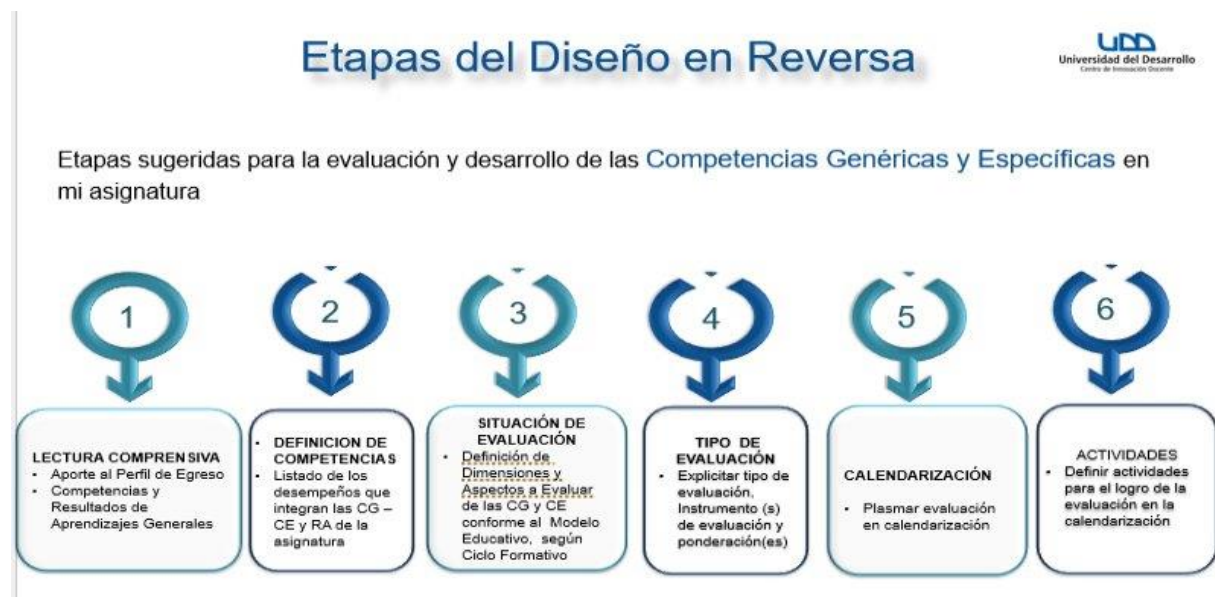 Etapas del Diseño en Reversa
UDD
Universidad del Desarrollo
Centro de Innovación Docente
Etapas sugeridas para la evaluación y desarrollo de las Competencias Genéricas y Específicas en
mi asignatura
1
LECTURA COMPRENSIVA
• Aporte al Perfil de Egreso
• Competencias y
Resultados de
Aprendizajes Generales
2
• DEFINICION DE
COMPETENCIAS
• Listado de los
desempeños que
integran las CG –
CE y RA de la
asignatura
3
SITUACIÓN DE
EVALUACIÓN
• Definición de
Dimensiones y
Aspectos a Evaluar
de las CG y CE
conforme al Modelo
Educativo, según
Ciclo Formativo
4
TIPO DE
EVALUACIÓN
• Explicitar tipo de
evaluación,
Instrumento (s)
de evaluación y
ponderación(es)
5
CALENDARIZACIÓN
• Plasmar evaluación
en calendarización
6
ACTIVIDADES
• Definir actividades
para el logro de la
evaluación en la
calendarización